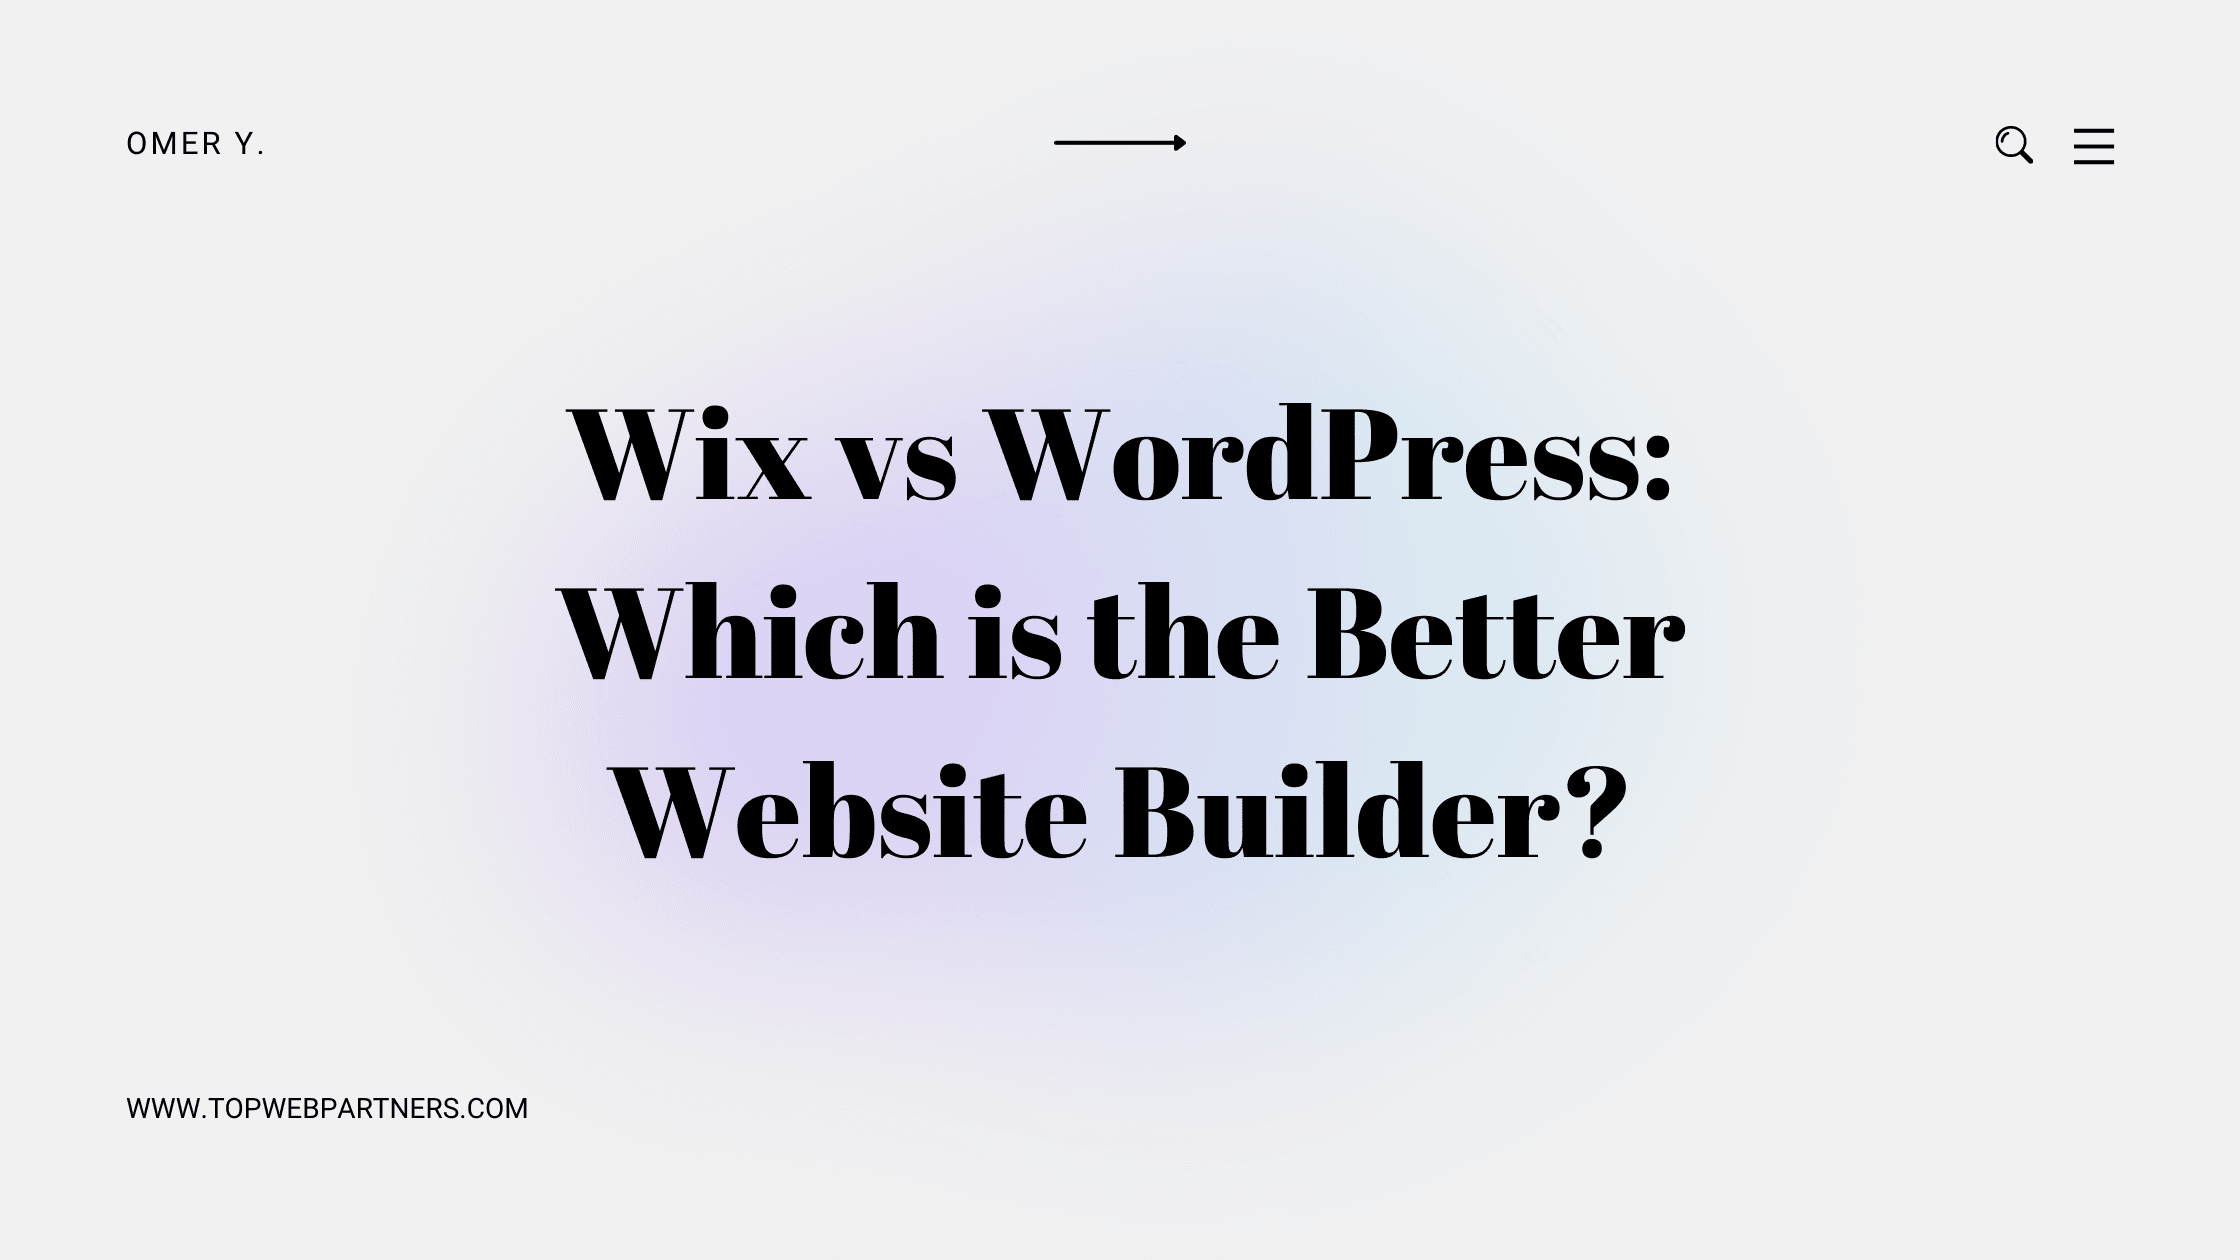 OMER Y.
Wix vs WordPress:
Which is the Better
Website Builder?
WWW.TOPWEBPARTNERS.COM